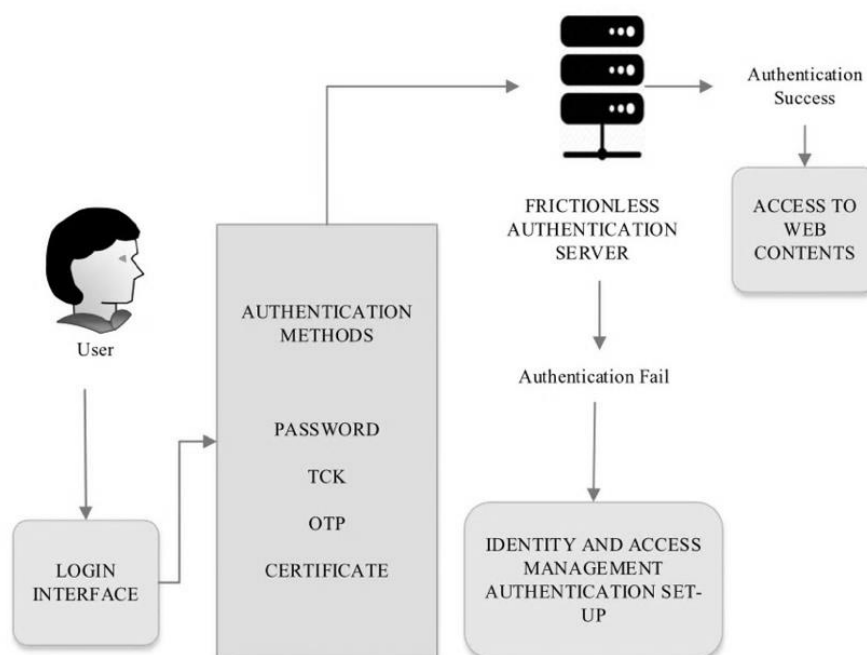 User
LOGIN
INTERFACE
AUTHENTICATION
METHODS
PASSWORD
TCK
OTP
CERTIFICATE
FRICTIONLESS
AUTHENTICATION
SERVER
Authentication
Success
ACCESS TO
WEB
CONTENTS
Authentication Fail
IDENTITY AND ACCESS
MANAGEMENT
AUTHENTICATION SET-
UP